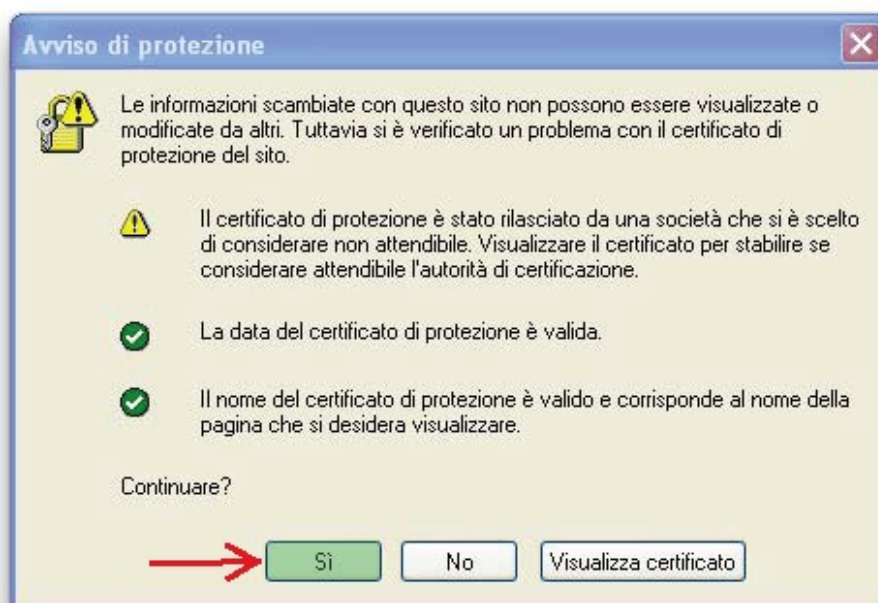 Avviso di protezione
Le informazioni scambiate con questo sito non possono essere visualizzate o
modificate da altri. Tuttavia si è verificato un problema con il certificato di
protezione del sito.
Il certificato di protezione è stato rilasciato da una società che si è scelto
di considerare non attendibile. Visualizzare il certificato per stabilire se
considerare attendibile l'autorità di certificazione.
La data del certificato di protezione è valida.
Il nome del certificato di protezione è valido e corrisponde al nome della
pagina che si desidera visualizzare.
Continuare?
Sì No Visualizza certificato